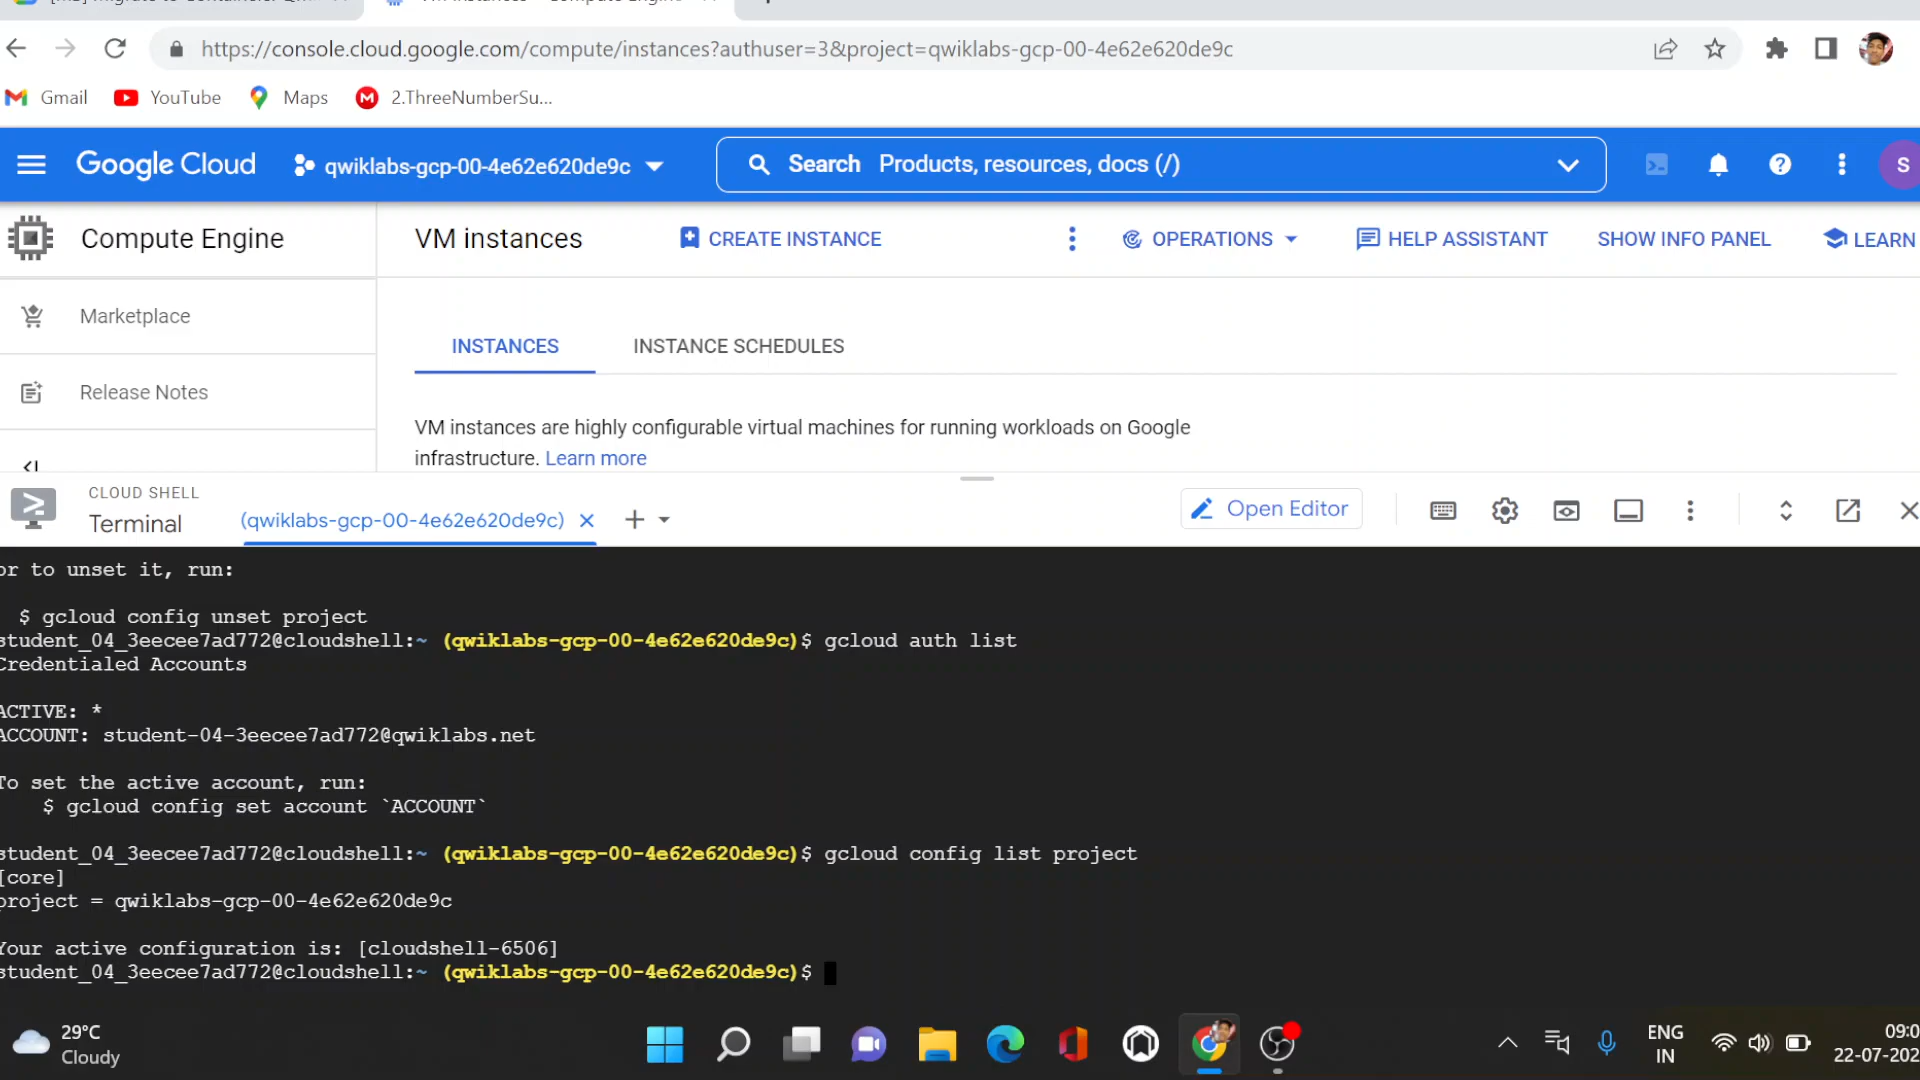 https://console.cloud.google.com/compute/instances?authuser=3&project=qwiklabs-gcp-00-4e62e620de9c
Gmail YouTube Maps 2.ThreeNumberSu...
Google Cloud qwiklabs-gcp-00-4e62e620de9c Search Products, resources, docs (/) S
Compute Engine VM instances CREATE INSTANCE OPERATIONS HELP ASSISTANT SHOW INFO PANEL LEARN
Marketplace
INSTANCES INSTANCE SCHEDULES
Release Notes
VM instances are highly configurable virtual machines for running workloads on Google
infrastructure. Learn more
CLOUD SHELL
Terminal (qwiklabs-gcp-00-4e62e620de9c) Open Editor
or to unset it, run:
$ gcloud config unset project
student_04_3eecee7ad772@cloudshell:~ (qwiklabs-gcp-00-4e62e620de9c)$ gcloud auth list
Credentialed Accounts
ACTIVE: *
ACCOUNT: student-04-3eecee7ad772@qwiklabs.net
To set the active account, run:
$ gcloud config set account `ACCOUNT`
student_04_3eecee7ad772@cloudshell:~ (qwiklabs-gcp-00-4e62e620de9c)$ gcloud config list project
[core]
project = qwiklabs-gcp-00-4e62e620de9c
Your active configuration is: [cloudshell-6506]
student_04_3eecee7ad772@cloudshell:~ (qwiklabs-gcp-00-4e62e620de9c)$
29°C
Cloudy
ENG
IN
09:0
22-07-202